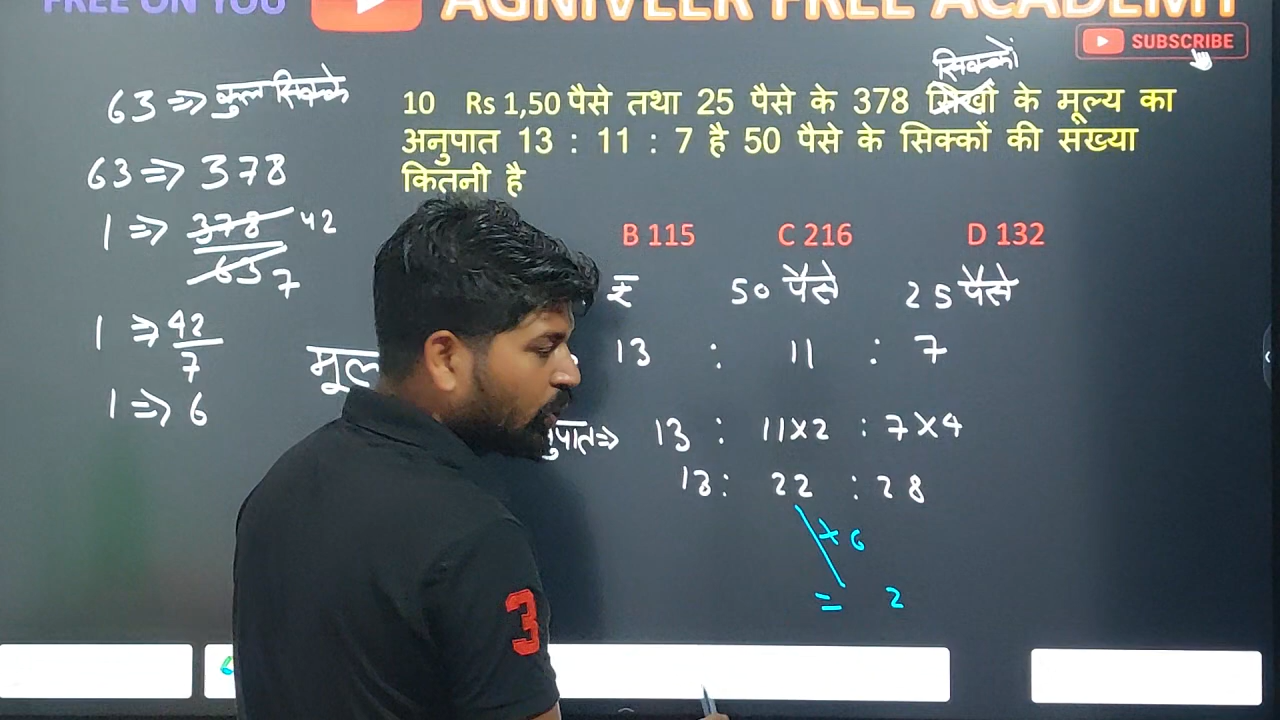 FREE ON YOU
AGNIVEER FREE ACADEMY
SUBSCRIBE
63 => कुल सिक्के
सिक्कों
10 Rs 1,50 पैसे तथा 25 पैसे के 378 सिखो के मूल्य का
अनुपात 13 : 11 : 7 है 50 पैसे के सिक्कों की संख्या
कितनी है
63 => 378
1 => 378 42
63 7
B 115 C 216 D 132
₹ 50 पैसे 25 पैसे
1 => 42
7
13 : 11 : 7
1 => 6
13 : 11×2 : 7×4
13 : 22 : 28
×6
= 2
3